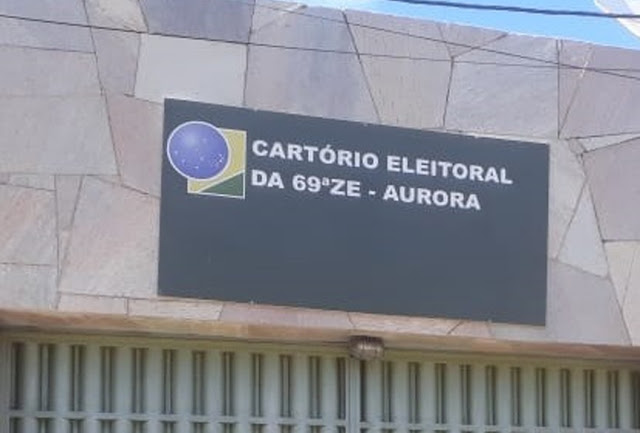 CARTÓRIO ELEITORAL
DA 69ªZE - AURORA